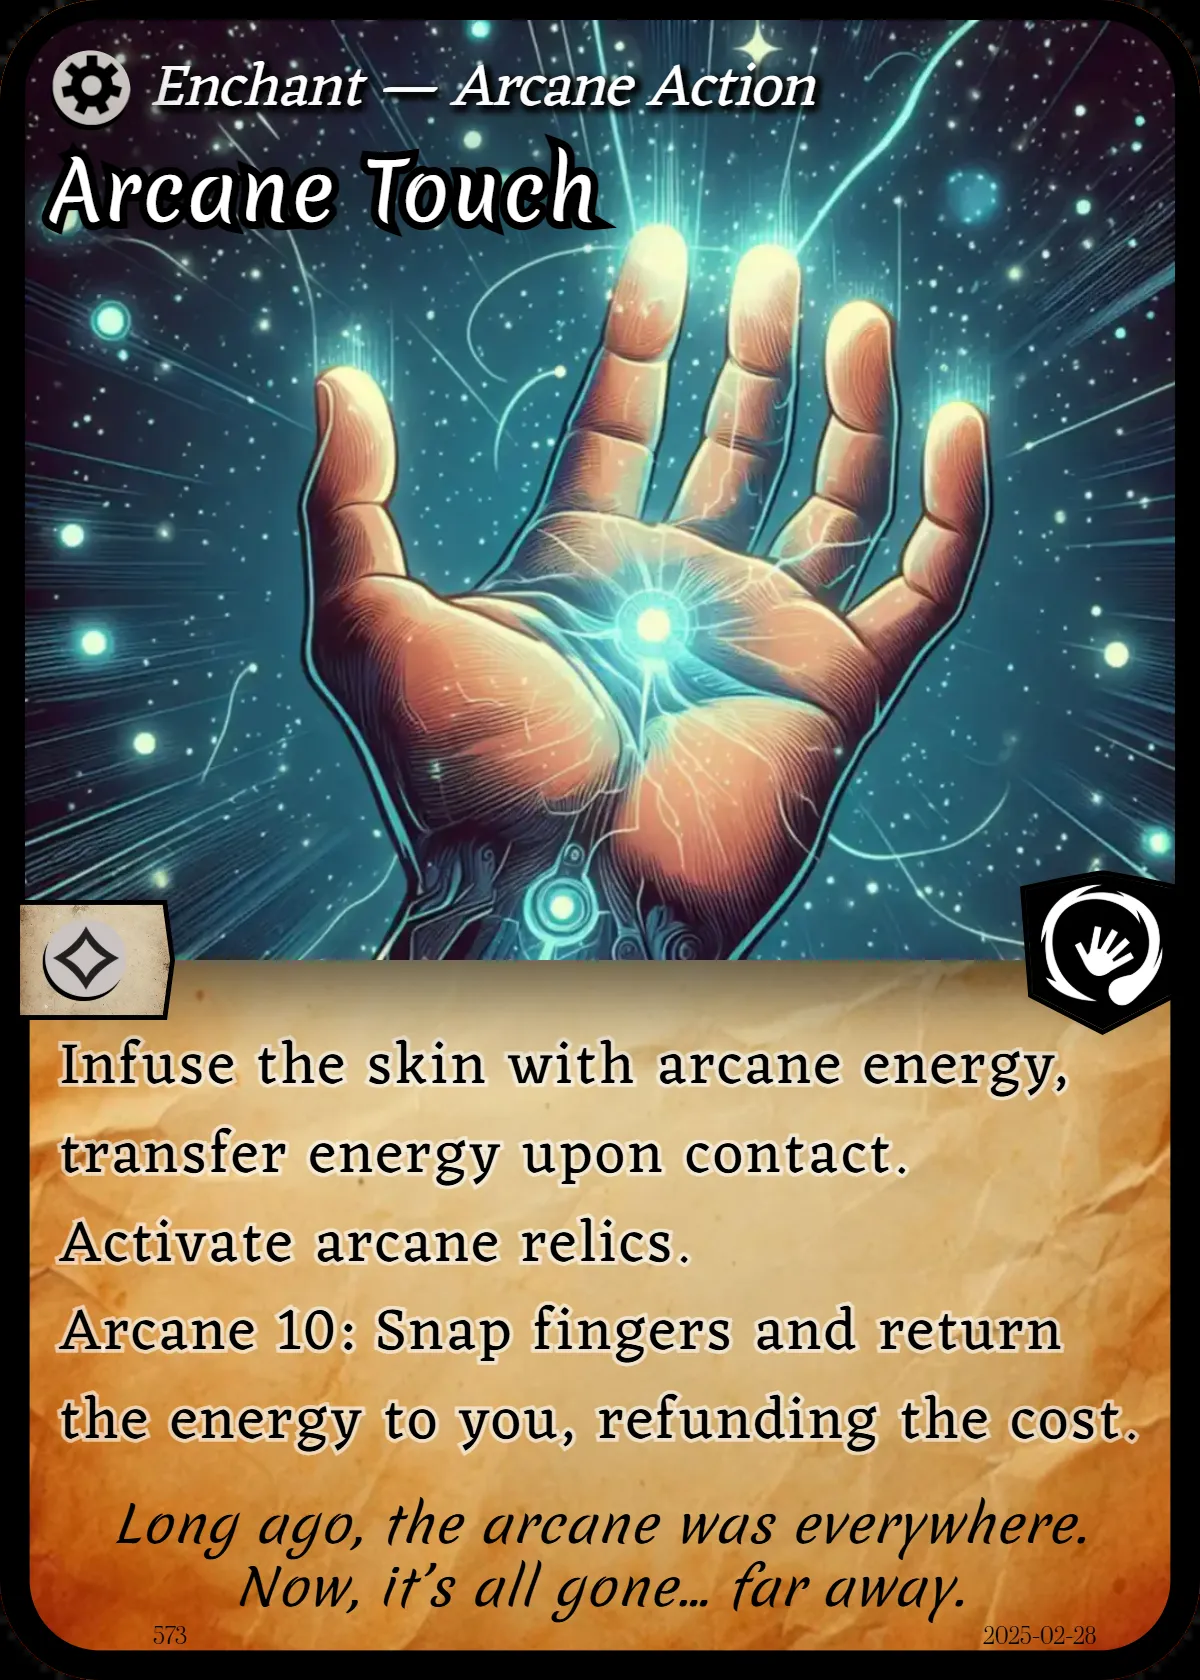 Enchant — Arcane Action
Arcane Touch
Infuse the skin with arcane energy,
transfer energy upon contact.
Activate arcane relics.
Arcane 10: Snap fingers and return
the energy to you, refunding the cost.
Long ago, the arcane was everywhere.
Now, it’s all gone... far away.
573
2025-02-28